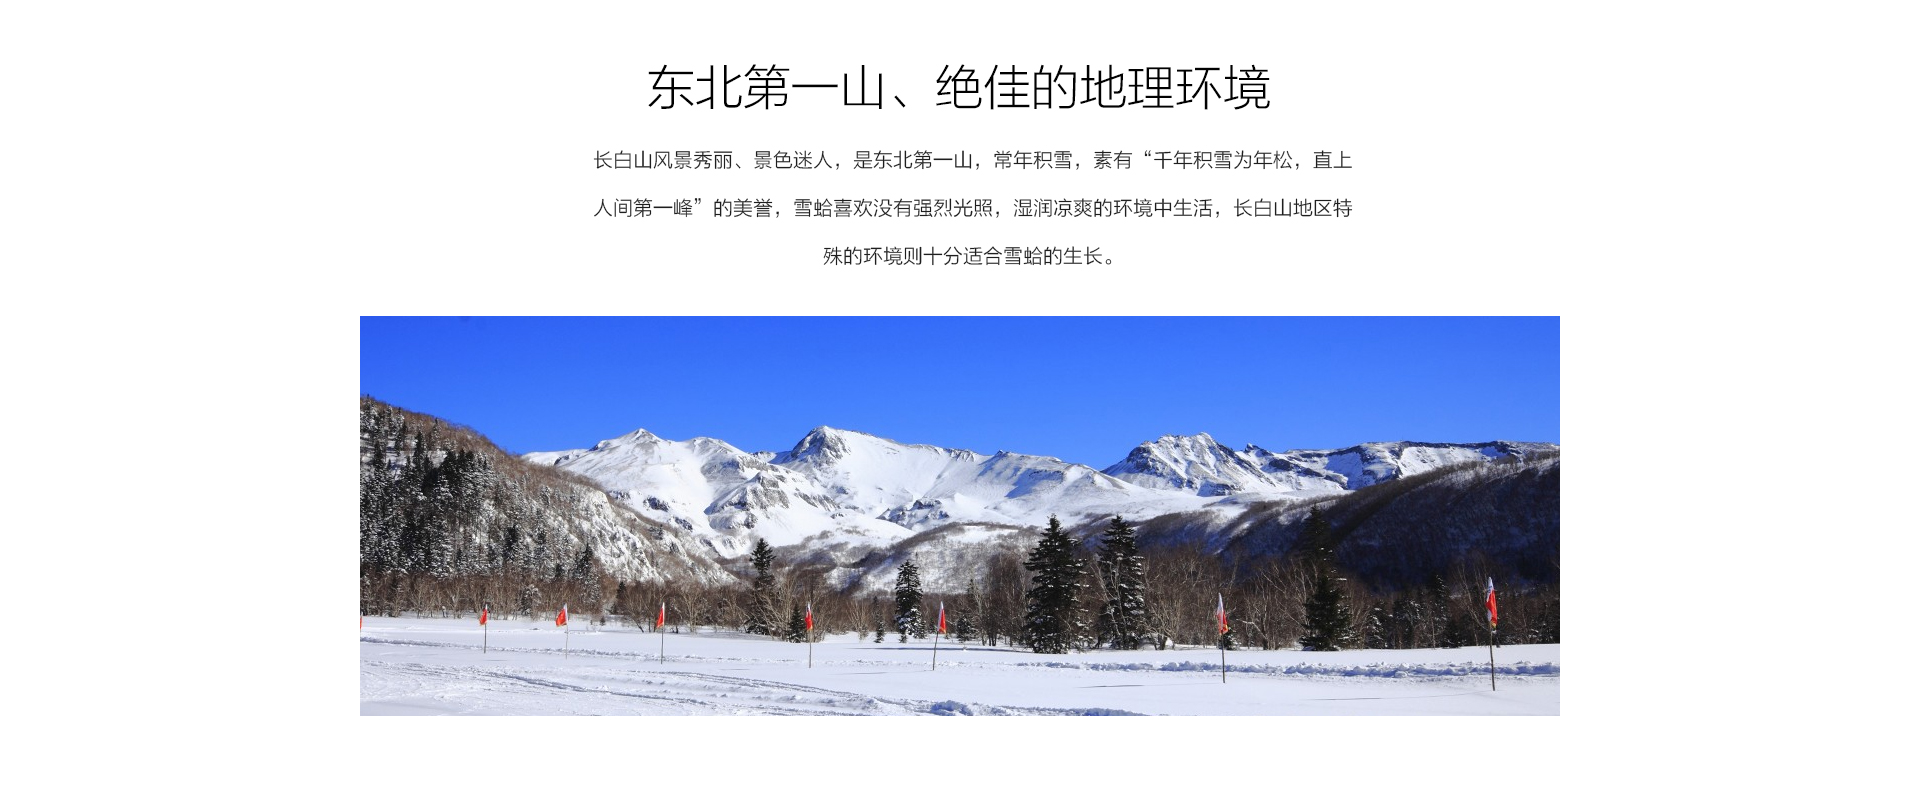 东北第一山、绝佳的地理环境
长白山风景秀丽、景色迷人，是东北第一山，常年积雪，素有“千年积雪为年松，直上
人间第一峰”的美誉，雪蛤喜欢没有强烈光照，湿润凉爽的环境中生活，长白山地区特
殊的环境则十分适合雪蛤的生长。